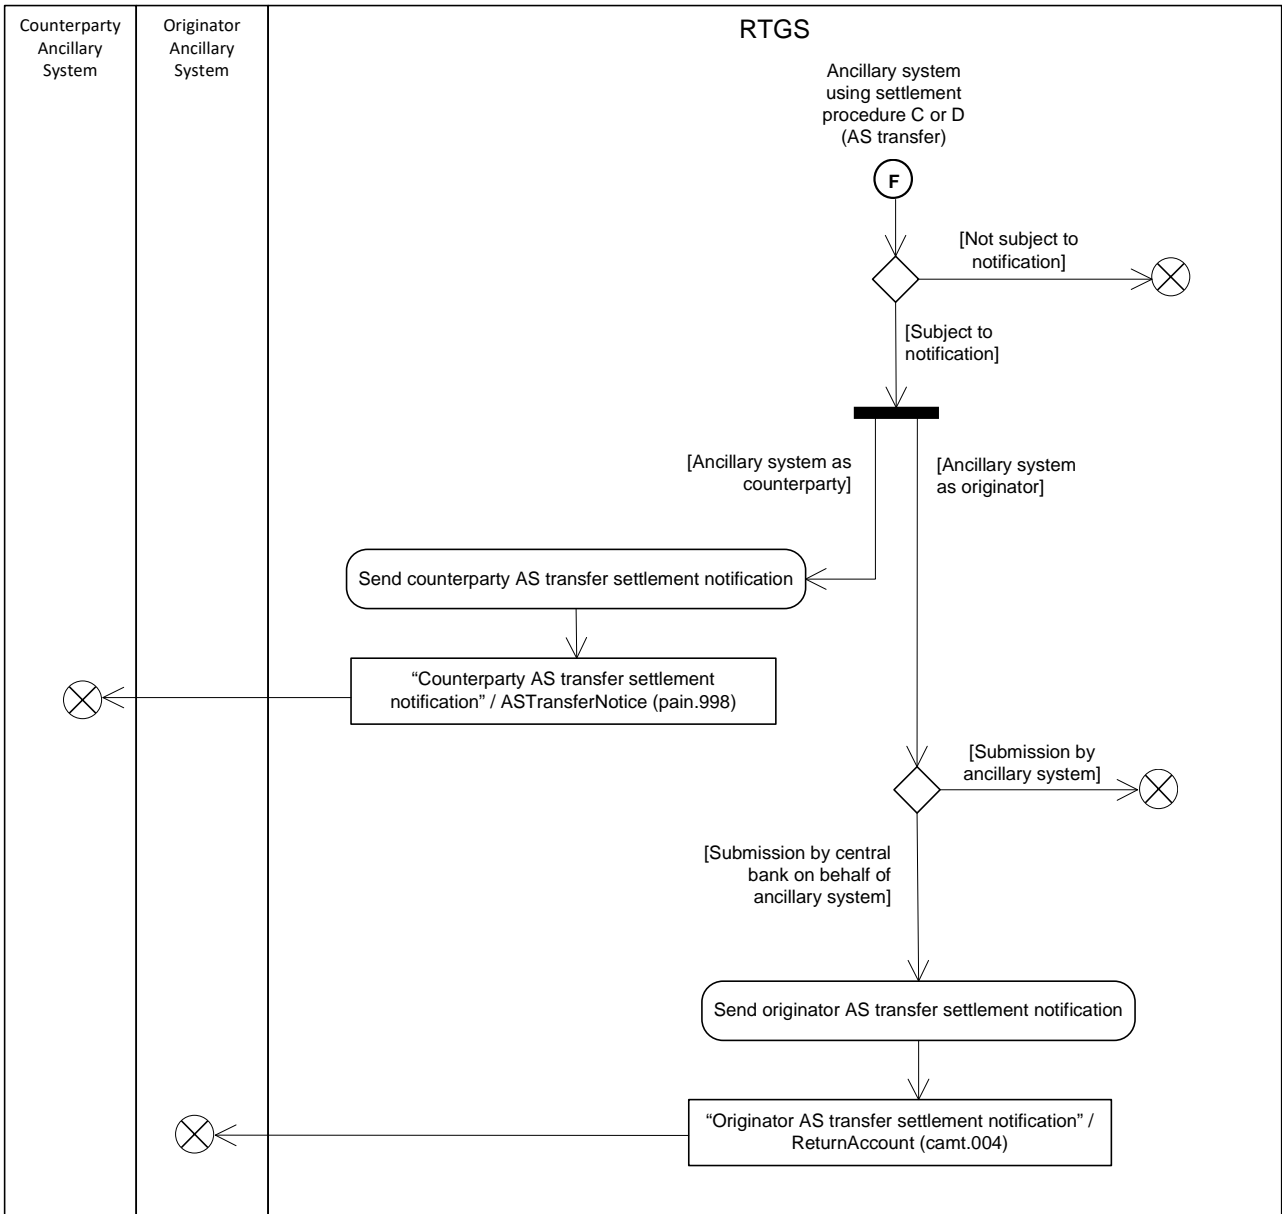 Counterparty
Ancillary
System
Originator
Ancillary
System
RTGS
Ancillary system
using settlement
procedure C or D
(AS transfer)
F
[Not subject to
notification]
[Subject to
notification]
[Ancillary system as
counterparty]
[Ancillary system
as originator]
Send counterparty AS transfer settlement notification
“Counterparty AS transfer settlement
notification” / ASTransferNotice (pain.998)
[Submission by
ancillary system]
[Submission by central
bank on behalf of
ancillary system]
Send originator AS transfer settlement notification
“Originator AS transfer settlement notification” /
ReturnAccount (camt.004)